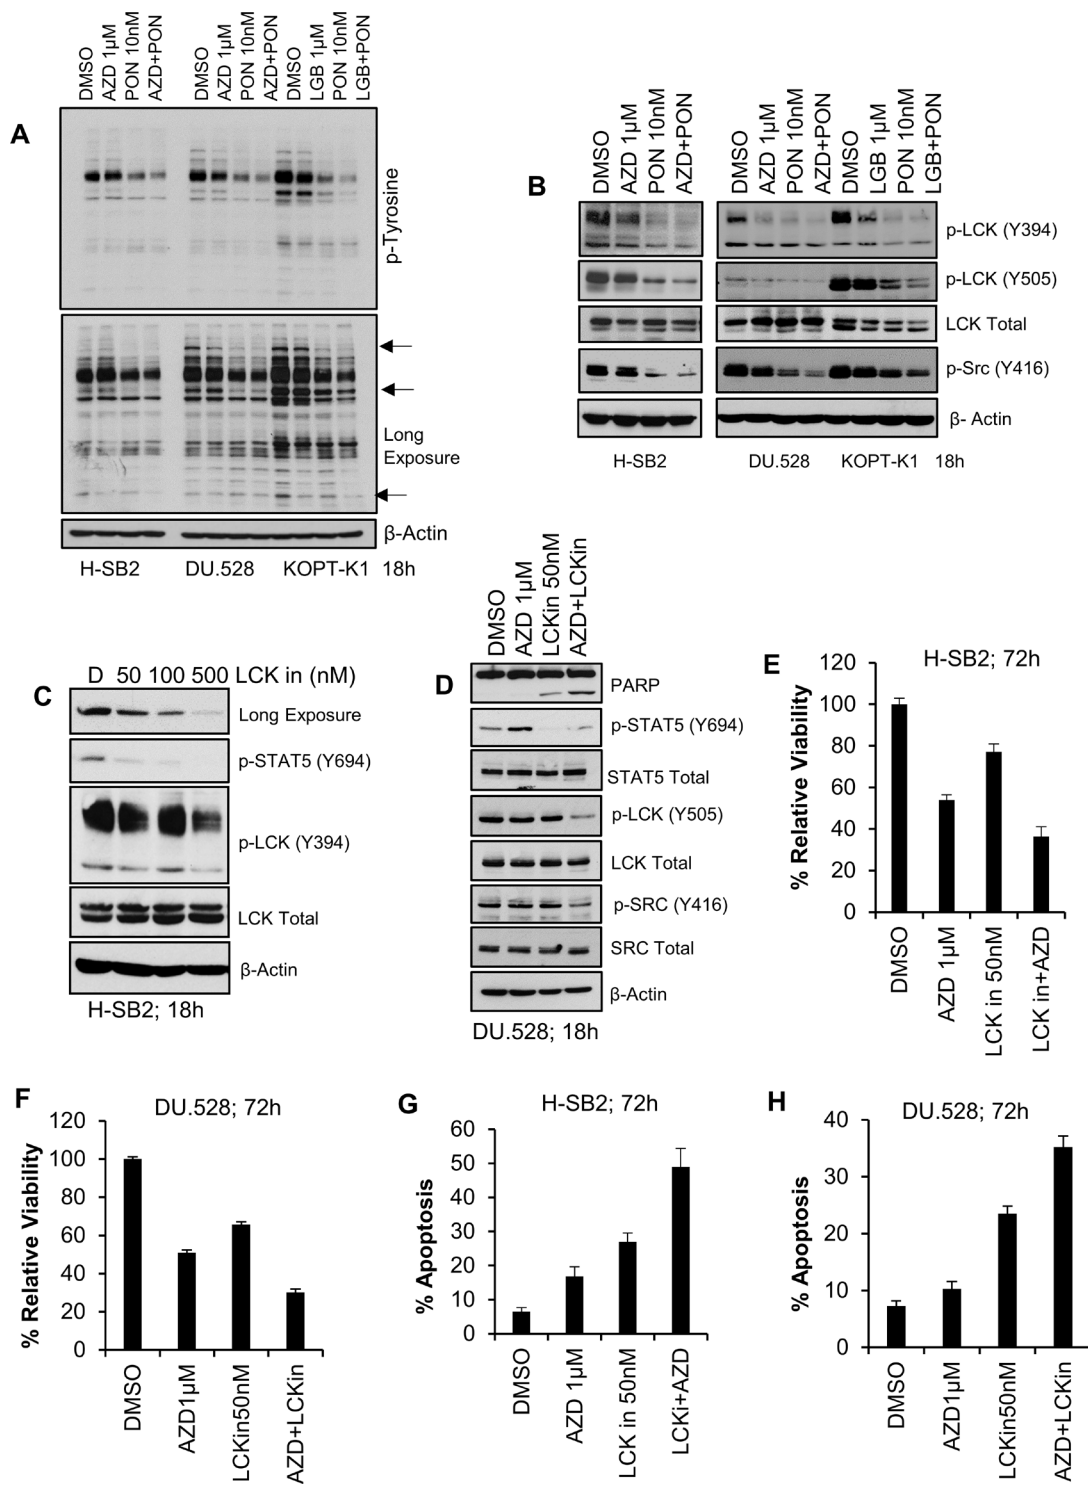 A
DMSO
AZD 1μM
PON 10nM
AZD+PON
DMSO
AZD 1μM
PON 10nM
AZD+PON
DMSO
LGB 1μM
PON 10nM
LGB+PON
p-Tyrosine
Long
Exposure
β-Actin
H-SB2 DU.528 KOPT-K1 18h
B
DMSO
AZD 1μM
PON 10nM
AZD+PON
DMSO
AZD 1μM
PON 10nM
AZD+PON
DMSO
LGB 1μM
PON 10nM
LGB+PON
p-LCK (Y394)
p-LCK (Y505)
LCK Total
p-Src (Y416)
β- Actin
H-SB2 DU.528 KOPT-K1 18h
C
D 50 100 500 LCK in (nM)
Long Exposure
p-STAT5 (Y694)
p-LCK (Y394)
LCK Total
β-Actin
H-SB2; 18h
D
DMSO
AZD 1μM
LCKin 50nM
AZD+LCKin
PARP
p-STAT5 (Y694)
STAT5 Total
p-LCK (Y505)
LCK Total
p-SRC (Y416)
SRC Total
β-Actin
DU.528; 18h
E
H-SB2; 72h
% Relative Viability
120
100
80
60
40
20
0
DMSO
AZD 1μM
LCK in 50nM
LCK in+AZD
F
DU.528; 72h
% Relative Viability
120
100
80
60
40
20
0
DMSO
AZD1μM
LCKin50nM
AZD+LCKin
G
H-SB2; 72h
% Apoptosis
60
50
40
30
20
10
0
DMSO
AZD 1μM
LCK in 50nM
LCKi+AZD
H
DU.528; 72h
% Apoptosis
40
30
20
10
0
DMSO
AZD1μM
LCKin50nM
AZD+LCKin